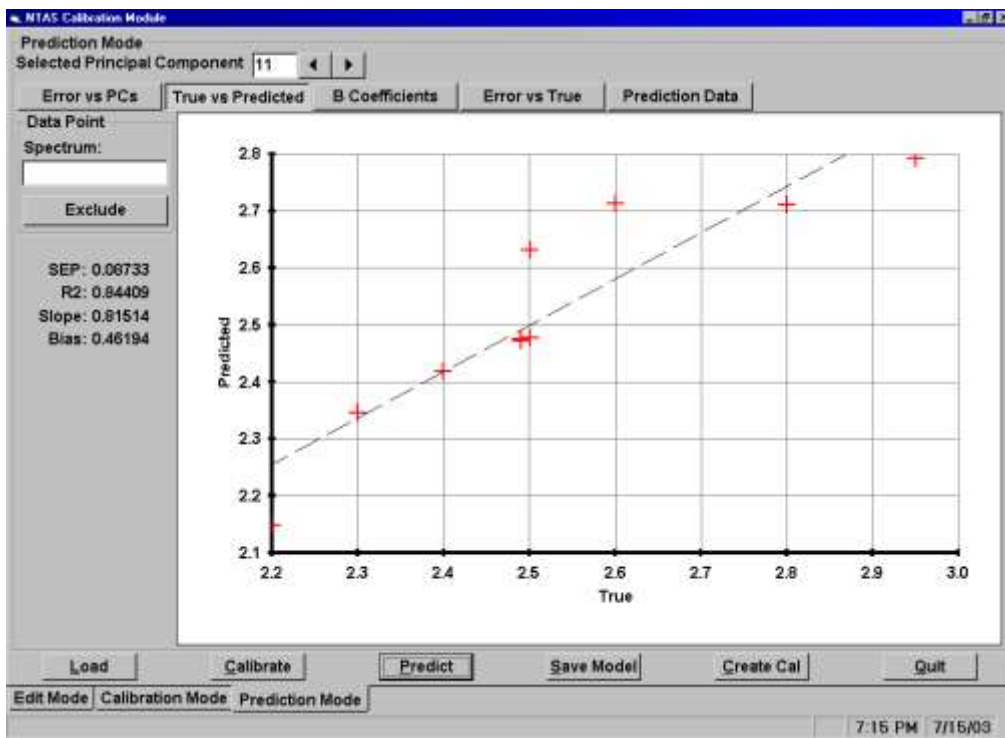 NTAS Calibration Module
Prediction Mode
Selected Principal Component 11
Error vs PCs True vs Predicted B Coefficients Error vs True Prediction Data
Data Point
Spectrum:
Exclude
SEP: 0.08733
R2: 0.84409
Slope: 0.81514
Bias: 0.46194
2.8
2.7
2.6
2.5
2.4
2.3
2.2
2.1
Predicted
2.2 2.3 2.4 2.5 2.6 2.7 2.8 2.9 3.0
True
Load Calibrate Predict Save Model Create Cal Quit
Edit Mode Calibration Mode Prediction Mode
7:15 PM 7/15/03